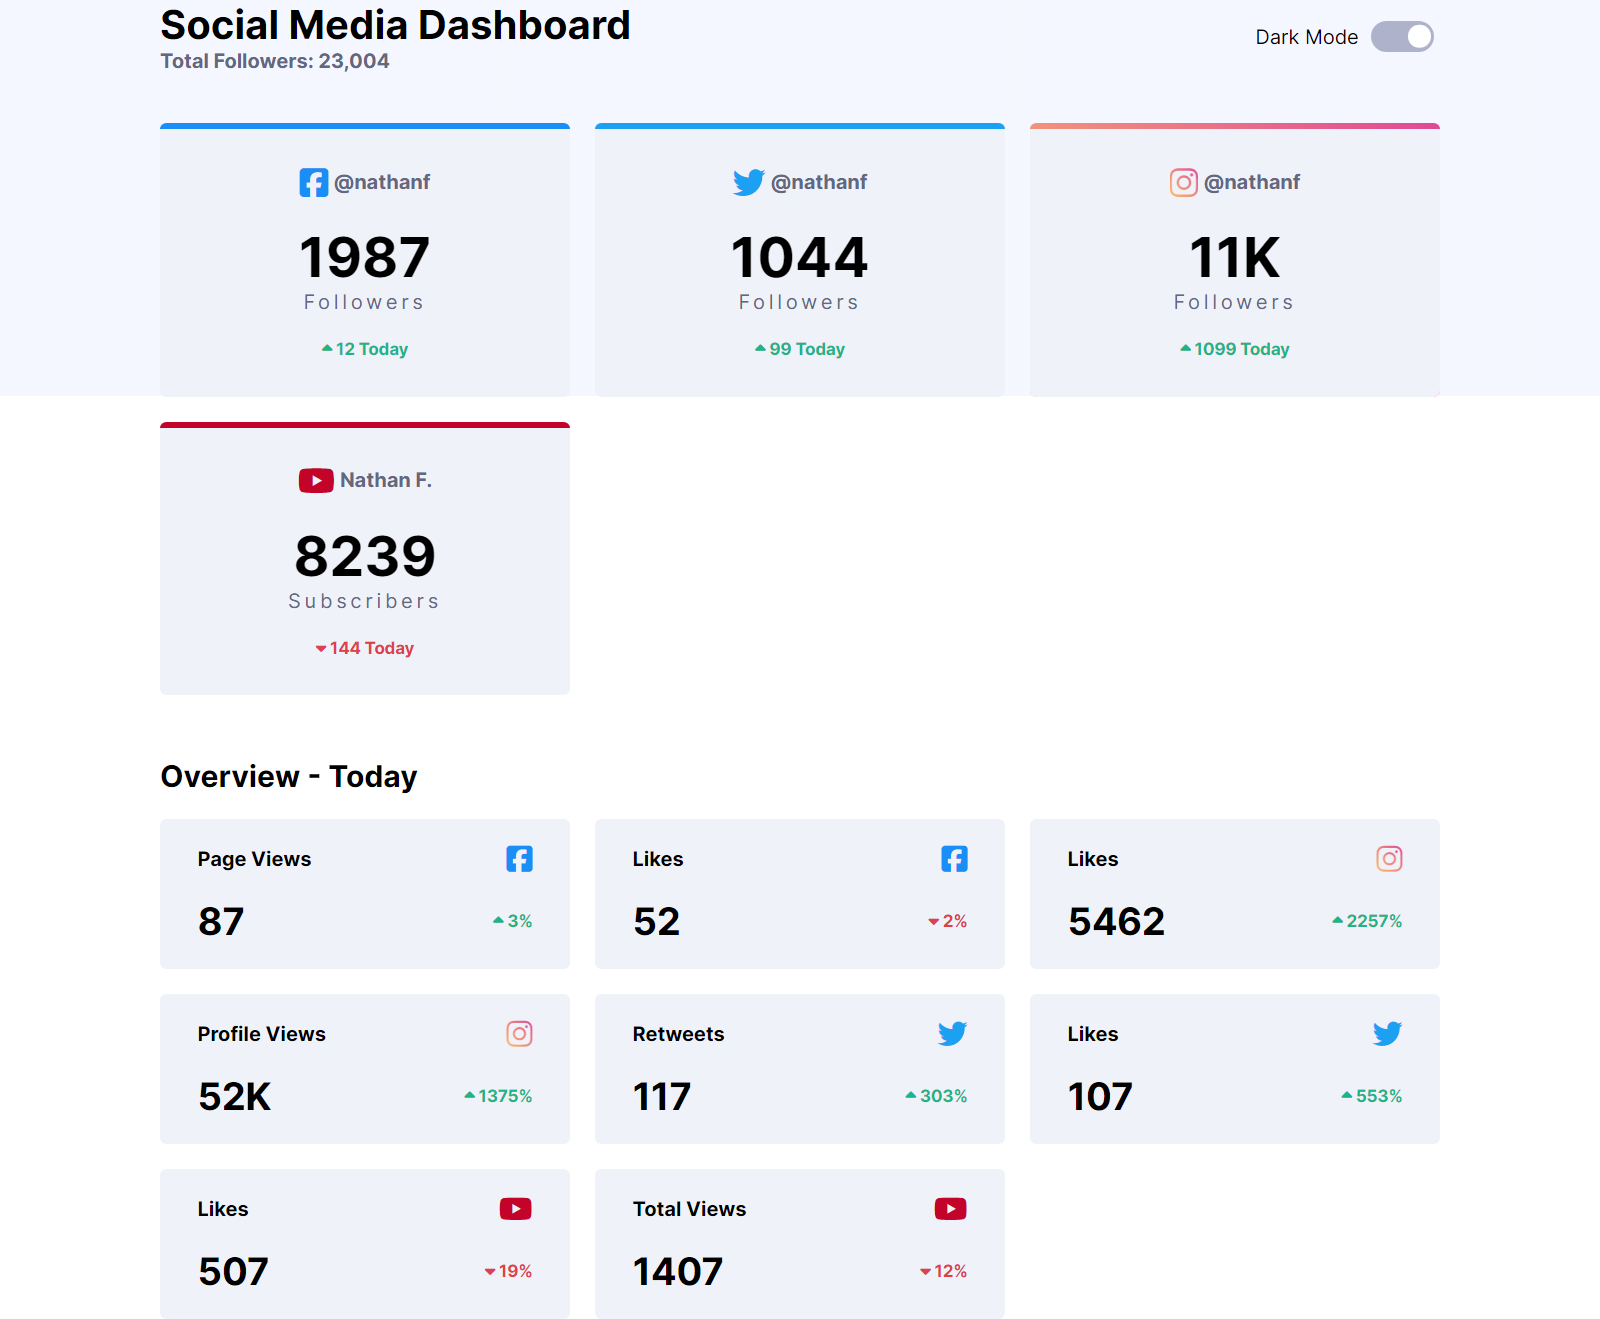 Social Media Dashboard
Total Followers: 23,004
Dark Mode
@nathanf
1987
Followers
12 Today
@nathanf
1044
Followers
99 Today
@nathanf
11K
Followers
1099 Today
Nathan F.
8239
Subscribers
144 Today
Overview - Today
Page Views
87
3%
Likes
52
2%
Likes
5462
2257%
Profile Views
52K
1375%
Retweets
117
303%
Likes
107
553%
Likes
507
19%
Total Views
1407
12%